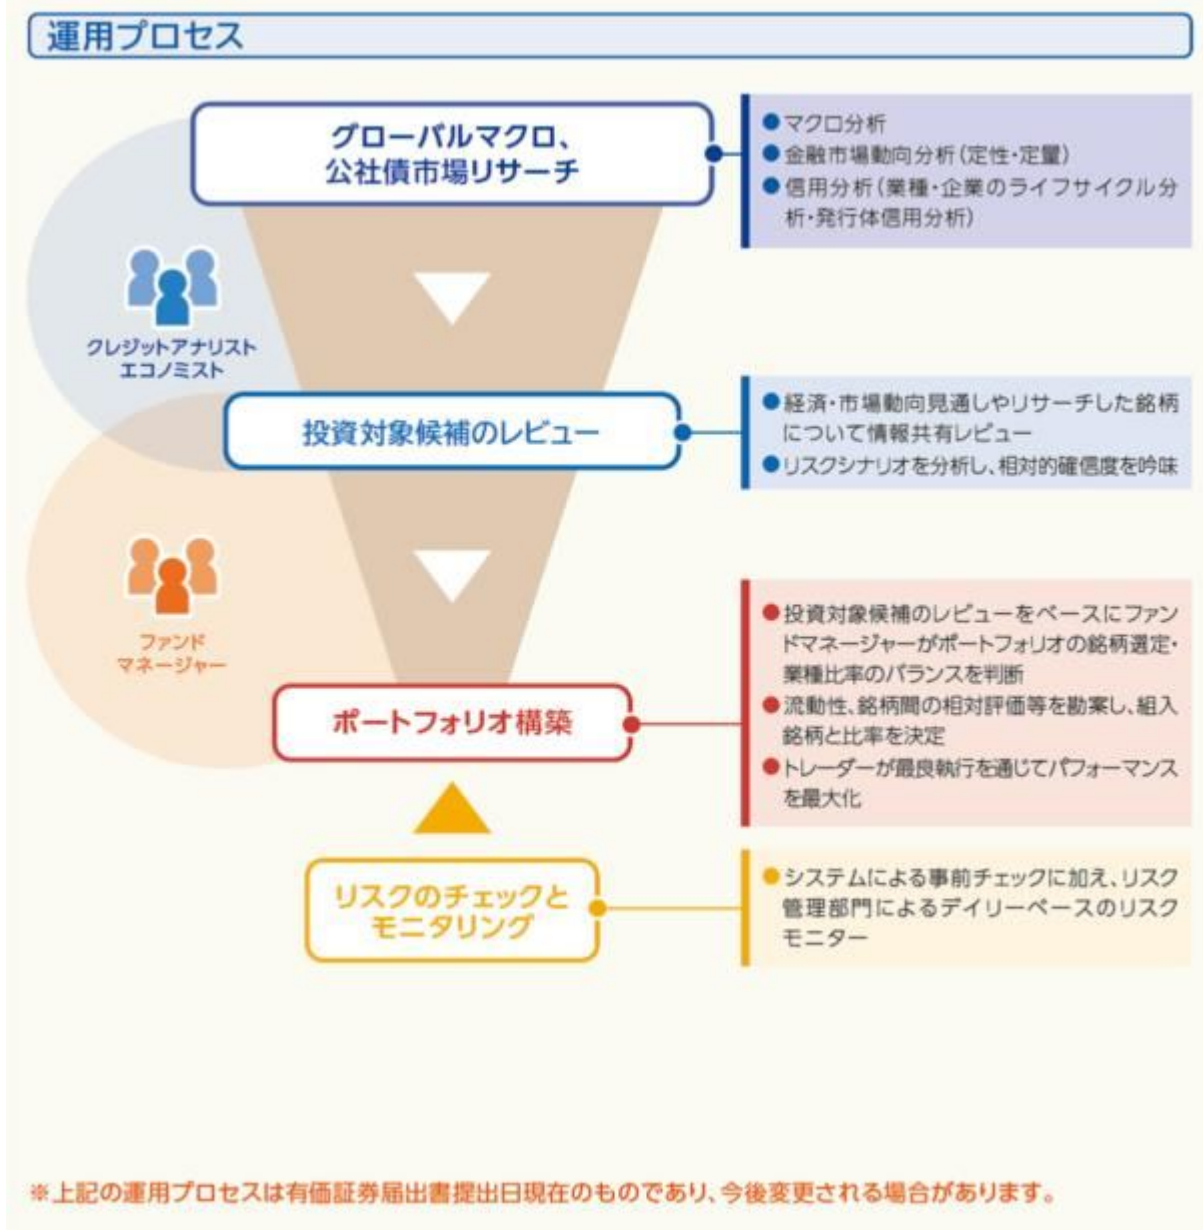 運用プロセス
グローバルマクロ、
公社債市場リサーチ
●マクロ分析
●金融市場動向分析(定性・定量)
●信用分析(業種・企業のライフサイクル分
析・発行体信用分析)
クレジットアナリスト
エコノミスト
投資対象候補のレビュー
●経済・市場動向見通しやリサーチした銘柄
について情報共有レビュー
●リスクシナリオを分析し、相対的確信度を吟味
ファンド
マネージャー
ポートフォリオ構築
●投資対象候補のレビューをベースにファン
ドマネージャーがポートフォリオの銘柄選定・
業種比率のバランスを判断
●流動性、銘柄間の相対評価等を勘案し、組入
銘柄と比率を決定
●トレーダーが最良執行を通じてパフォーマンス
を最大化
リスクのチェックと
モニタリング
●システムによる事前チェックに加え、リスク
管理部門によるデイリーベースのリスク
モニター
※上記の運用プロセスは有価証券届出書提出日現在のものであり、今後変更される場合があります。